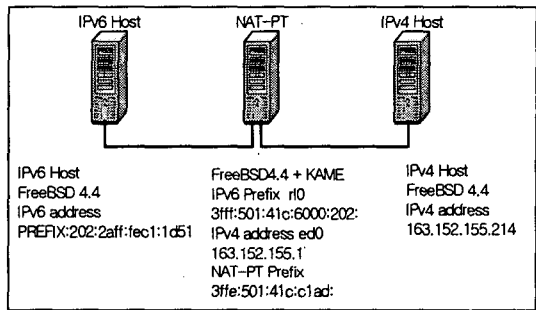 IPv6 Host
NAT-PT
IPv4 Host
IPv6 Host
FreeBSD 4.4
IPv6 address
PREFIX:202:2aff:fec1:1d51
FreeBSD4.4 + KAME
IPv6 Prefix rl0
3fff:501:41c:6000:202:
IPv4 address ed0
163.152.155.1
NAT-PT Prefix
3ffe:501:41c:c1ad:
IPv4 Host
FreeBSD 4.4
IPv4 address
163.152.155.214